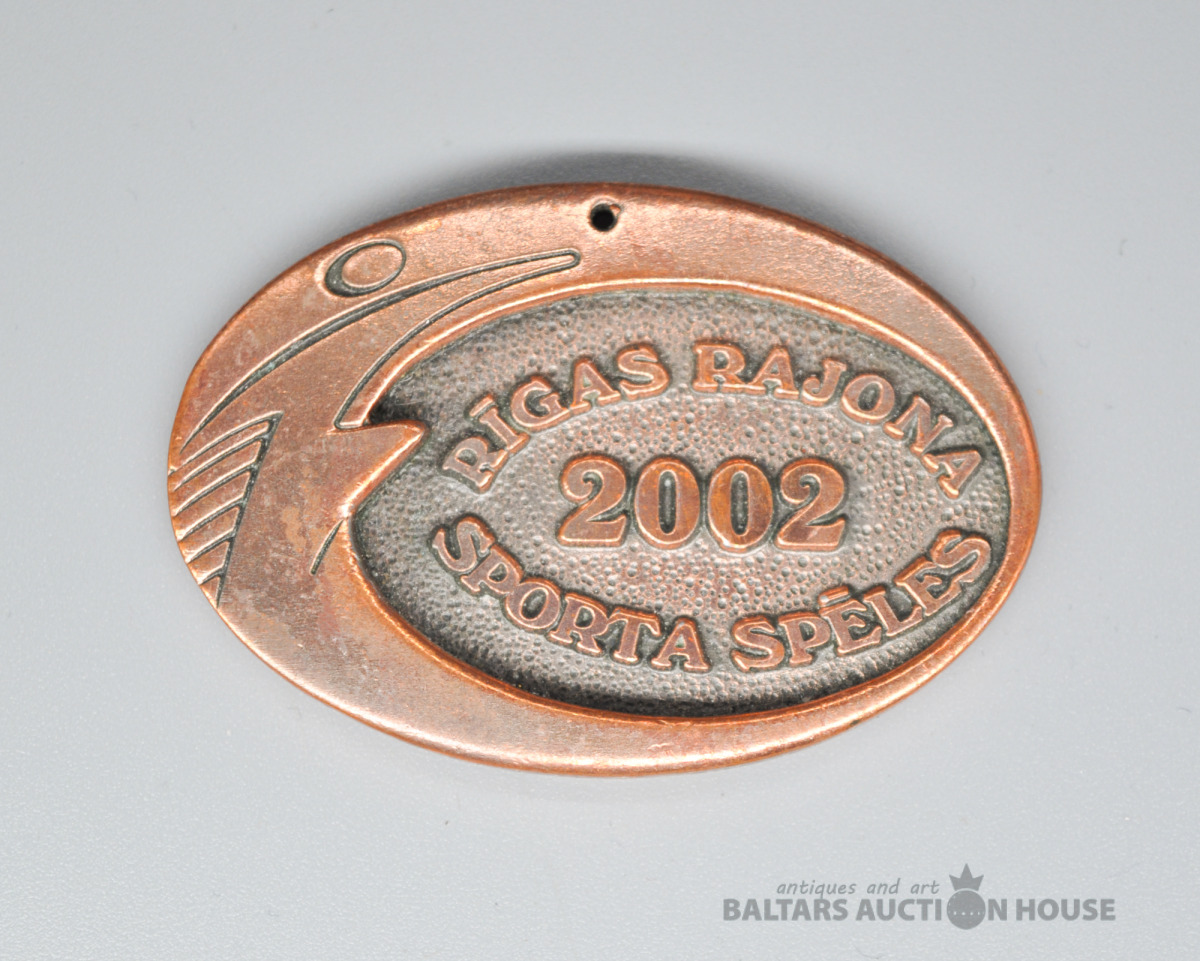 RĪGAS RAJONA
2002
SPORTA SPĒLES
antiques and art
BALTARS AUCTION HOUSE